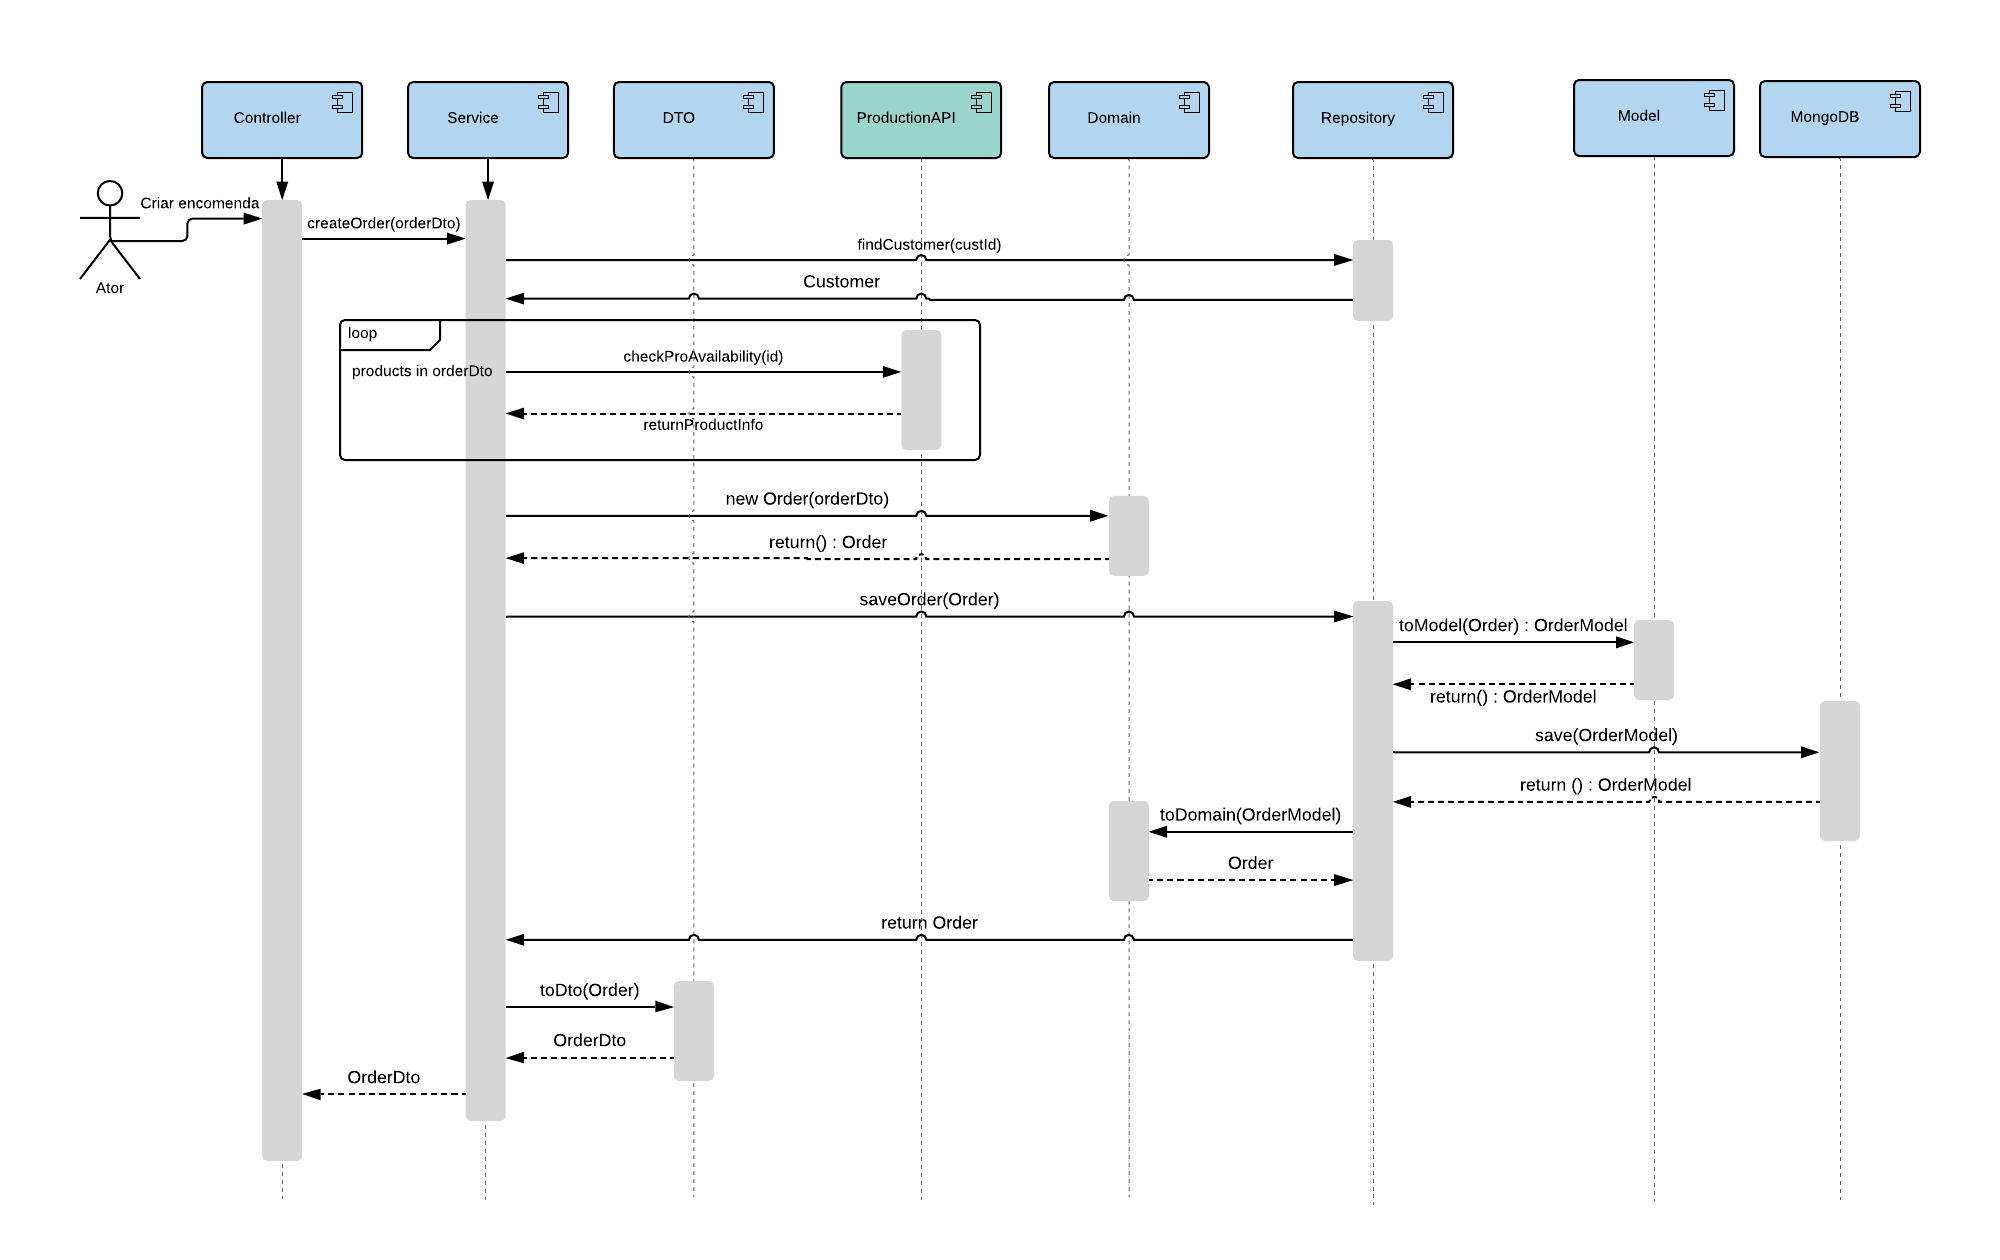 Controller
Service
DTO
ProductionAPI
Domain
Repository
Model
MongoDB
Criar encomenda
Ator
createOrder(orderDto)
findCustomer(custId)
Customer
loop
products in orderDto
checkProAvailability(id)
returnProductInfo
new Order(orderDto)
return() : Order
saveOrder(Order)
toModel(Order) : OrderModel
return() : OrderModel
save(OrderModel)
return () : OrderModel
toDomain(OrderModel)
Order
return Order
toDto(Order)
OrderDto
OrderDto